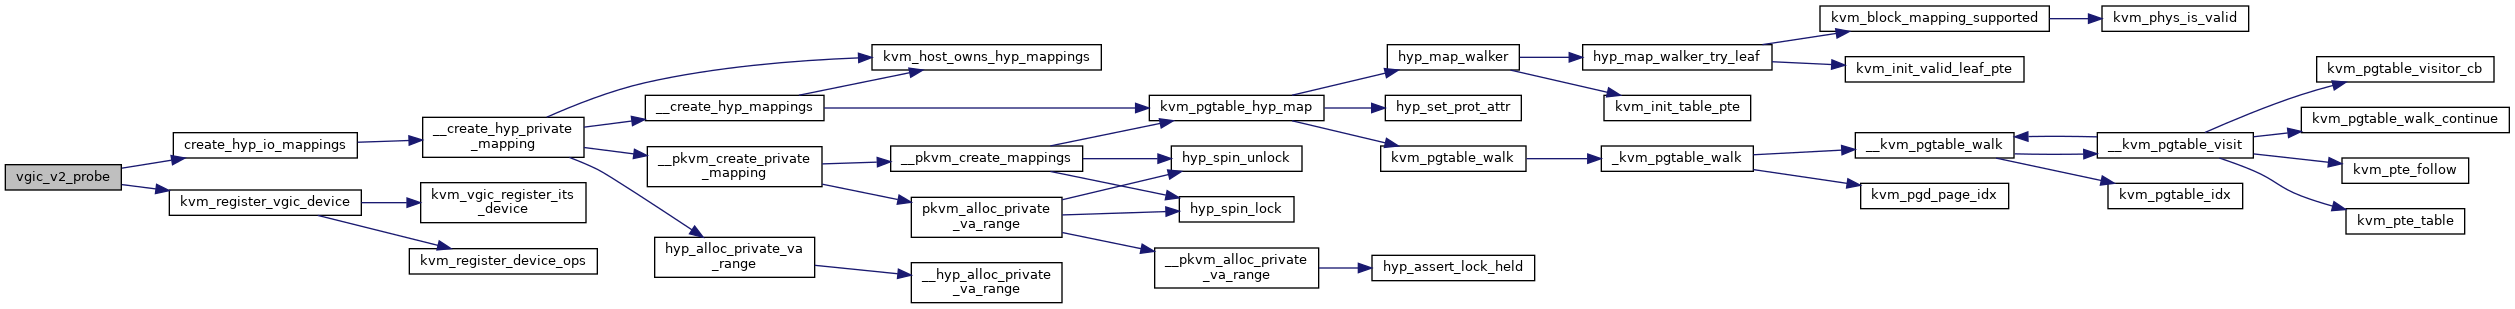 vgic_v2_probe
create_hyp_io_mappings
kvm_register_vgic_device
__create_hyp_private
_mapping
kvm_vgic_register_its
_device
kvm_register_device_ops
__create_hyp_mappings
__pkvm_create_private
_mapping
hyp_alloc_private_va
_range
kvm_host_owns_hyp_mappings
__pkvm_create_mappings
pkvm_alloc_private
_va_range
__hyp_alloc_private
_va_range
kvm_pgtable_hyp_map
hyp_spin_unlock
hyp_spin_lock
__pkvm_alloc_private
_va_range
hyp_map_walker
hyp_set_prot_attr
kvm_pgtable_walk
hyp_assert_lock_held
hyp_map_walker_try_leaf
kvm_init_table_pte
_kvm_pgtable_walk
kvm_block_mapping_supported
kvm_init_valid_leaf_pte
__kvm_pgtable_walk
kvm_pgd_page_idx
kvm_phys_is_valid
__kvm_pgtable_visit
kvm_pgtable_idx
kvm_pgtable_visitor_cb
kvm_pgtable_walk_continue
kvm_pte_follow
kvm_pte_table